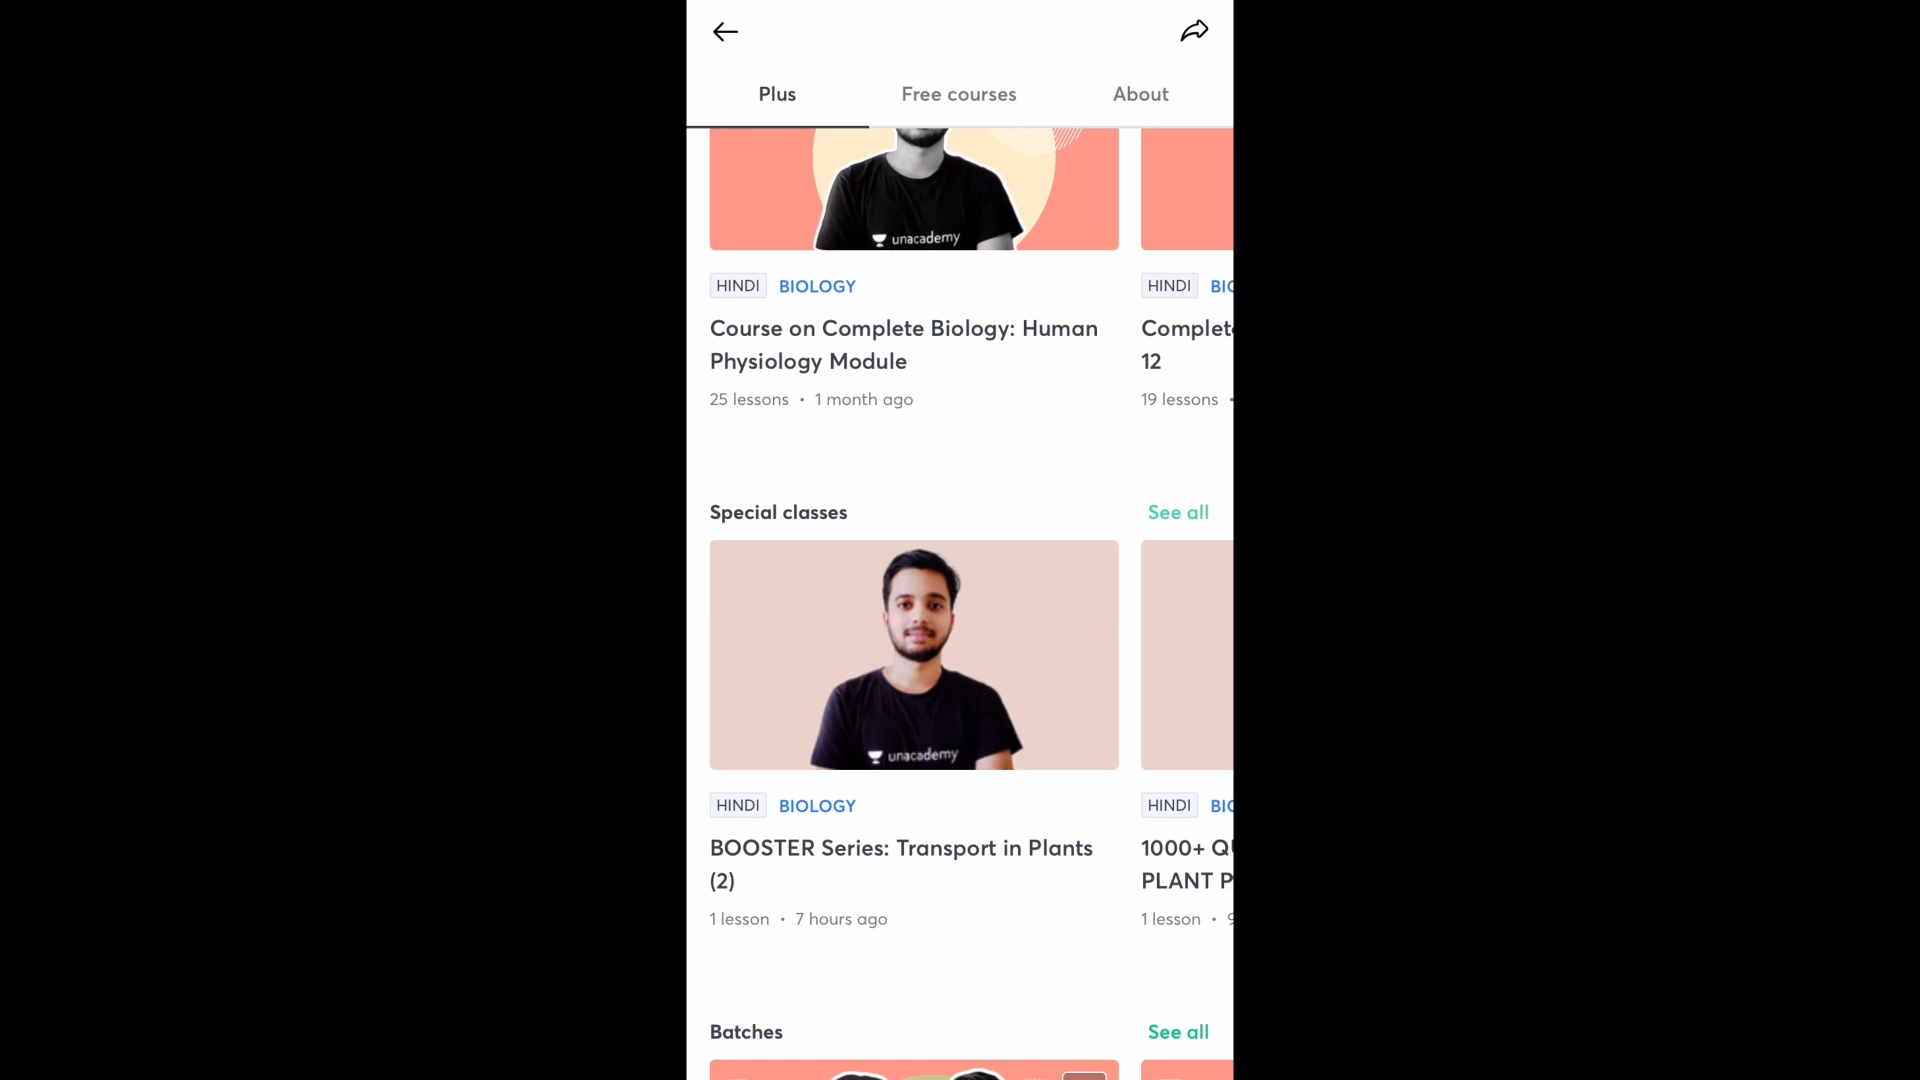 Plus
Free courses
About
unacademy
HINDI BIOLOGY
Course on Complete Biology: Human
Physiology Module
25 lessons • 1 month ago
HINDI
12
19 lessons •
Special classes
See all
unacademy
HINDI BIOLOGY
BOOSTER Series: Transport in Plants
(2)
1 lesson • 7 hours ago
HINDI
1000+
PLANT
1 lesson •
Batches
See all